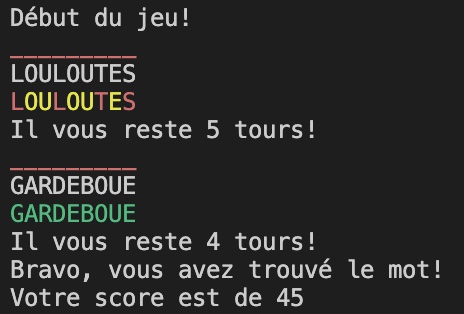 Début du jeu!
_________
LOULOUTES
LOULOUTES
Il vous reste 5 tours!
_________
GARDEBOUE
GARDEBOUE
Il vous reste 4 tours!
Bravo, vous avez trouvé le mot!
Votre score est de 45